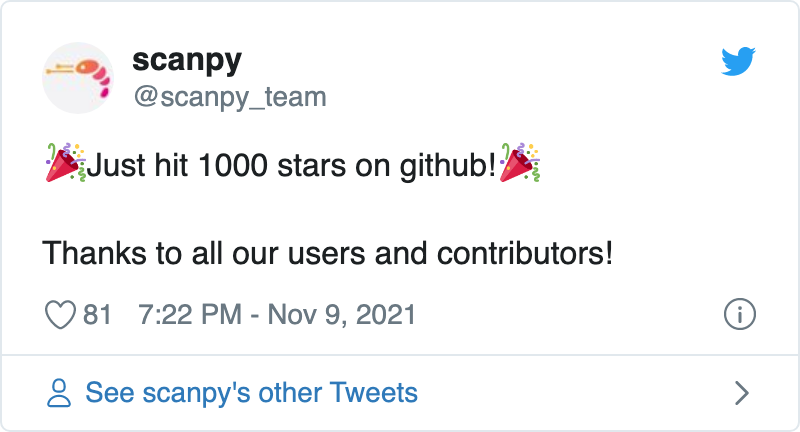 scanpy
@scanpy_team
🎉Just hit 1000 stars on github!🎉
Thanks to all our users and contributors!
81 7:22 PM - Nov 9, 2021
See scanpy's other Tweets